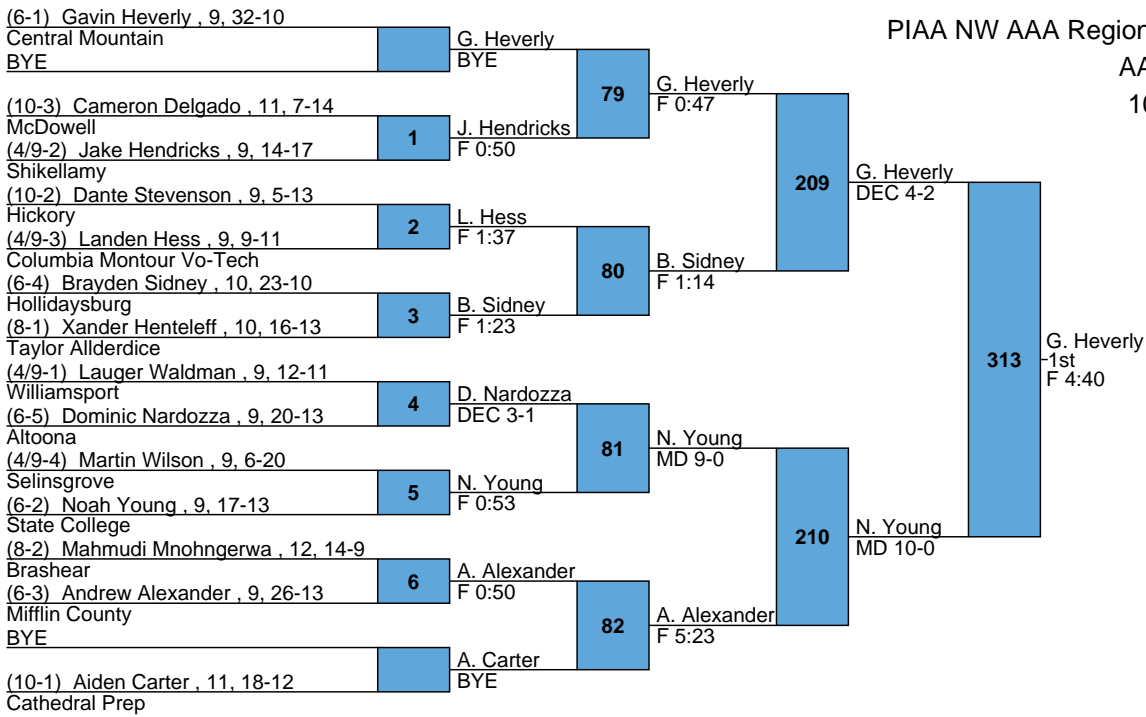 PIAA NW AAA Region
AA
10
(6-1) Gavin Heverly , 9, 32-10
Central Mountain
BYE
(10-3) Cameron Delgado , 11, 7-14
McDowell
(4/9-2) Jake Hendricks , 9, 14-17
Shikellamy
(10-2) Dante Stevenson , 9, 5-13
Hickory
(4/9-3) Landen Hess , 9, 9-11
Columbia Montour Vo-Tech
(6-4) Brayden Sidney , 10, 23-10
Hollidaysburg
(8-1) Xander Henteleff , 10, 16-13
Taylor Allderdice
(4/9-1) Lauger Waldman , 9, 12-11
Williamsport
(6-5) Dominic Nardozza , 9, 20-13
Altoona
(4/9-4) Martin Wilson , 9, 6-20
Selinsgrove
(6-2) Noah Young , 9, 17-13
State College
(8-2) Mahmudi Mnohngerwa , 12, 14-9
Brashear
(6-3) Andrew Alexander , 9, 26-13
Mifflin County
BYE
(10-1) Aiden Carter , 11, 18-12
Cathedral Prep
1
2
3
4
5
6
G. Heverly
BYE
J. Hendricks
F 0:50
L. Hess
F 1:37
B. Sidney
F 1:23
D. Nardozza
DEC 3-1
N. Young
F 0:53
A. Alexander
F 0:50
A. Carter
BYE
79
80
81
82
G. Heverly
F 0:47
B. Sidney
F 1:14
N. Young
MD 9-0
A. Alexander
F 5:23
209
210
G. Heverly
DEC 4-2
N. Young
MD 10-0
313
G. Heverly
1st
F 4:40